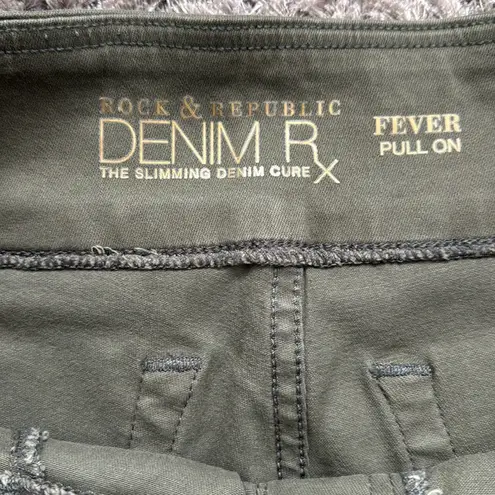 ROCK & REPUBLIC
DENIM Rx
THE SLIMMING DENIM CURE
FEVER
PULL ON